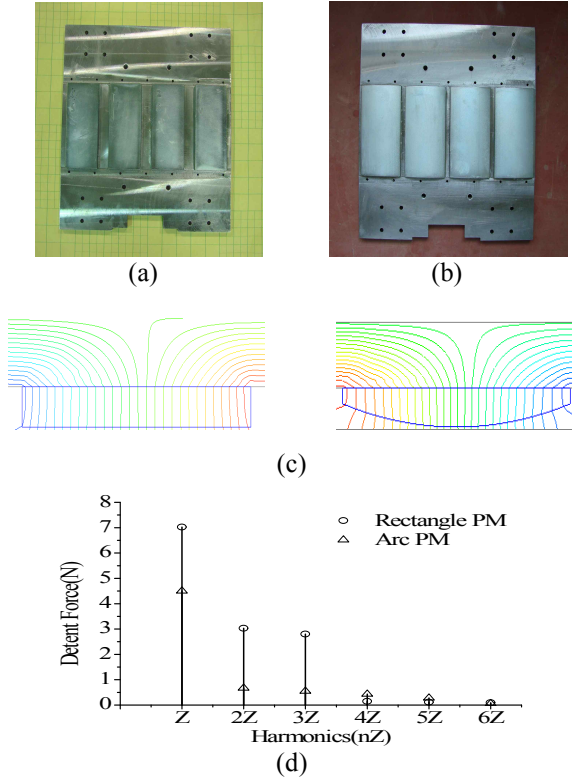 (a)
(b)
(c)
8
7
6
5
4
3
2
1
0
Detent Force(N)
Rectangle PM
Arc PM
Z 2Z 3Z 4Z 5Z 6Z
Harmonics(nZ)
(d)